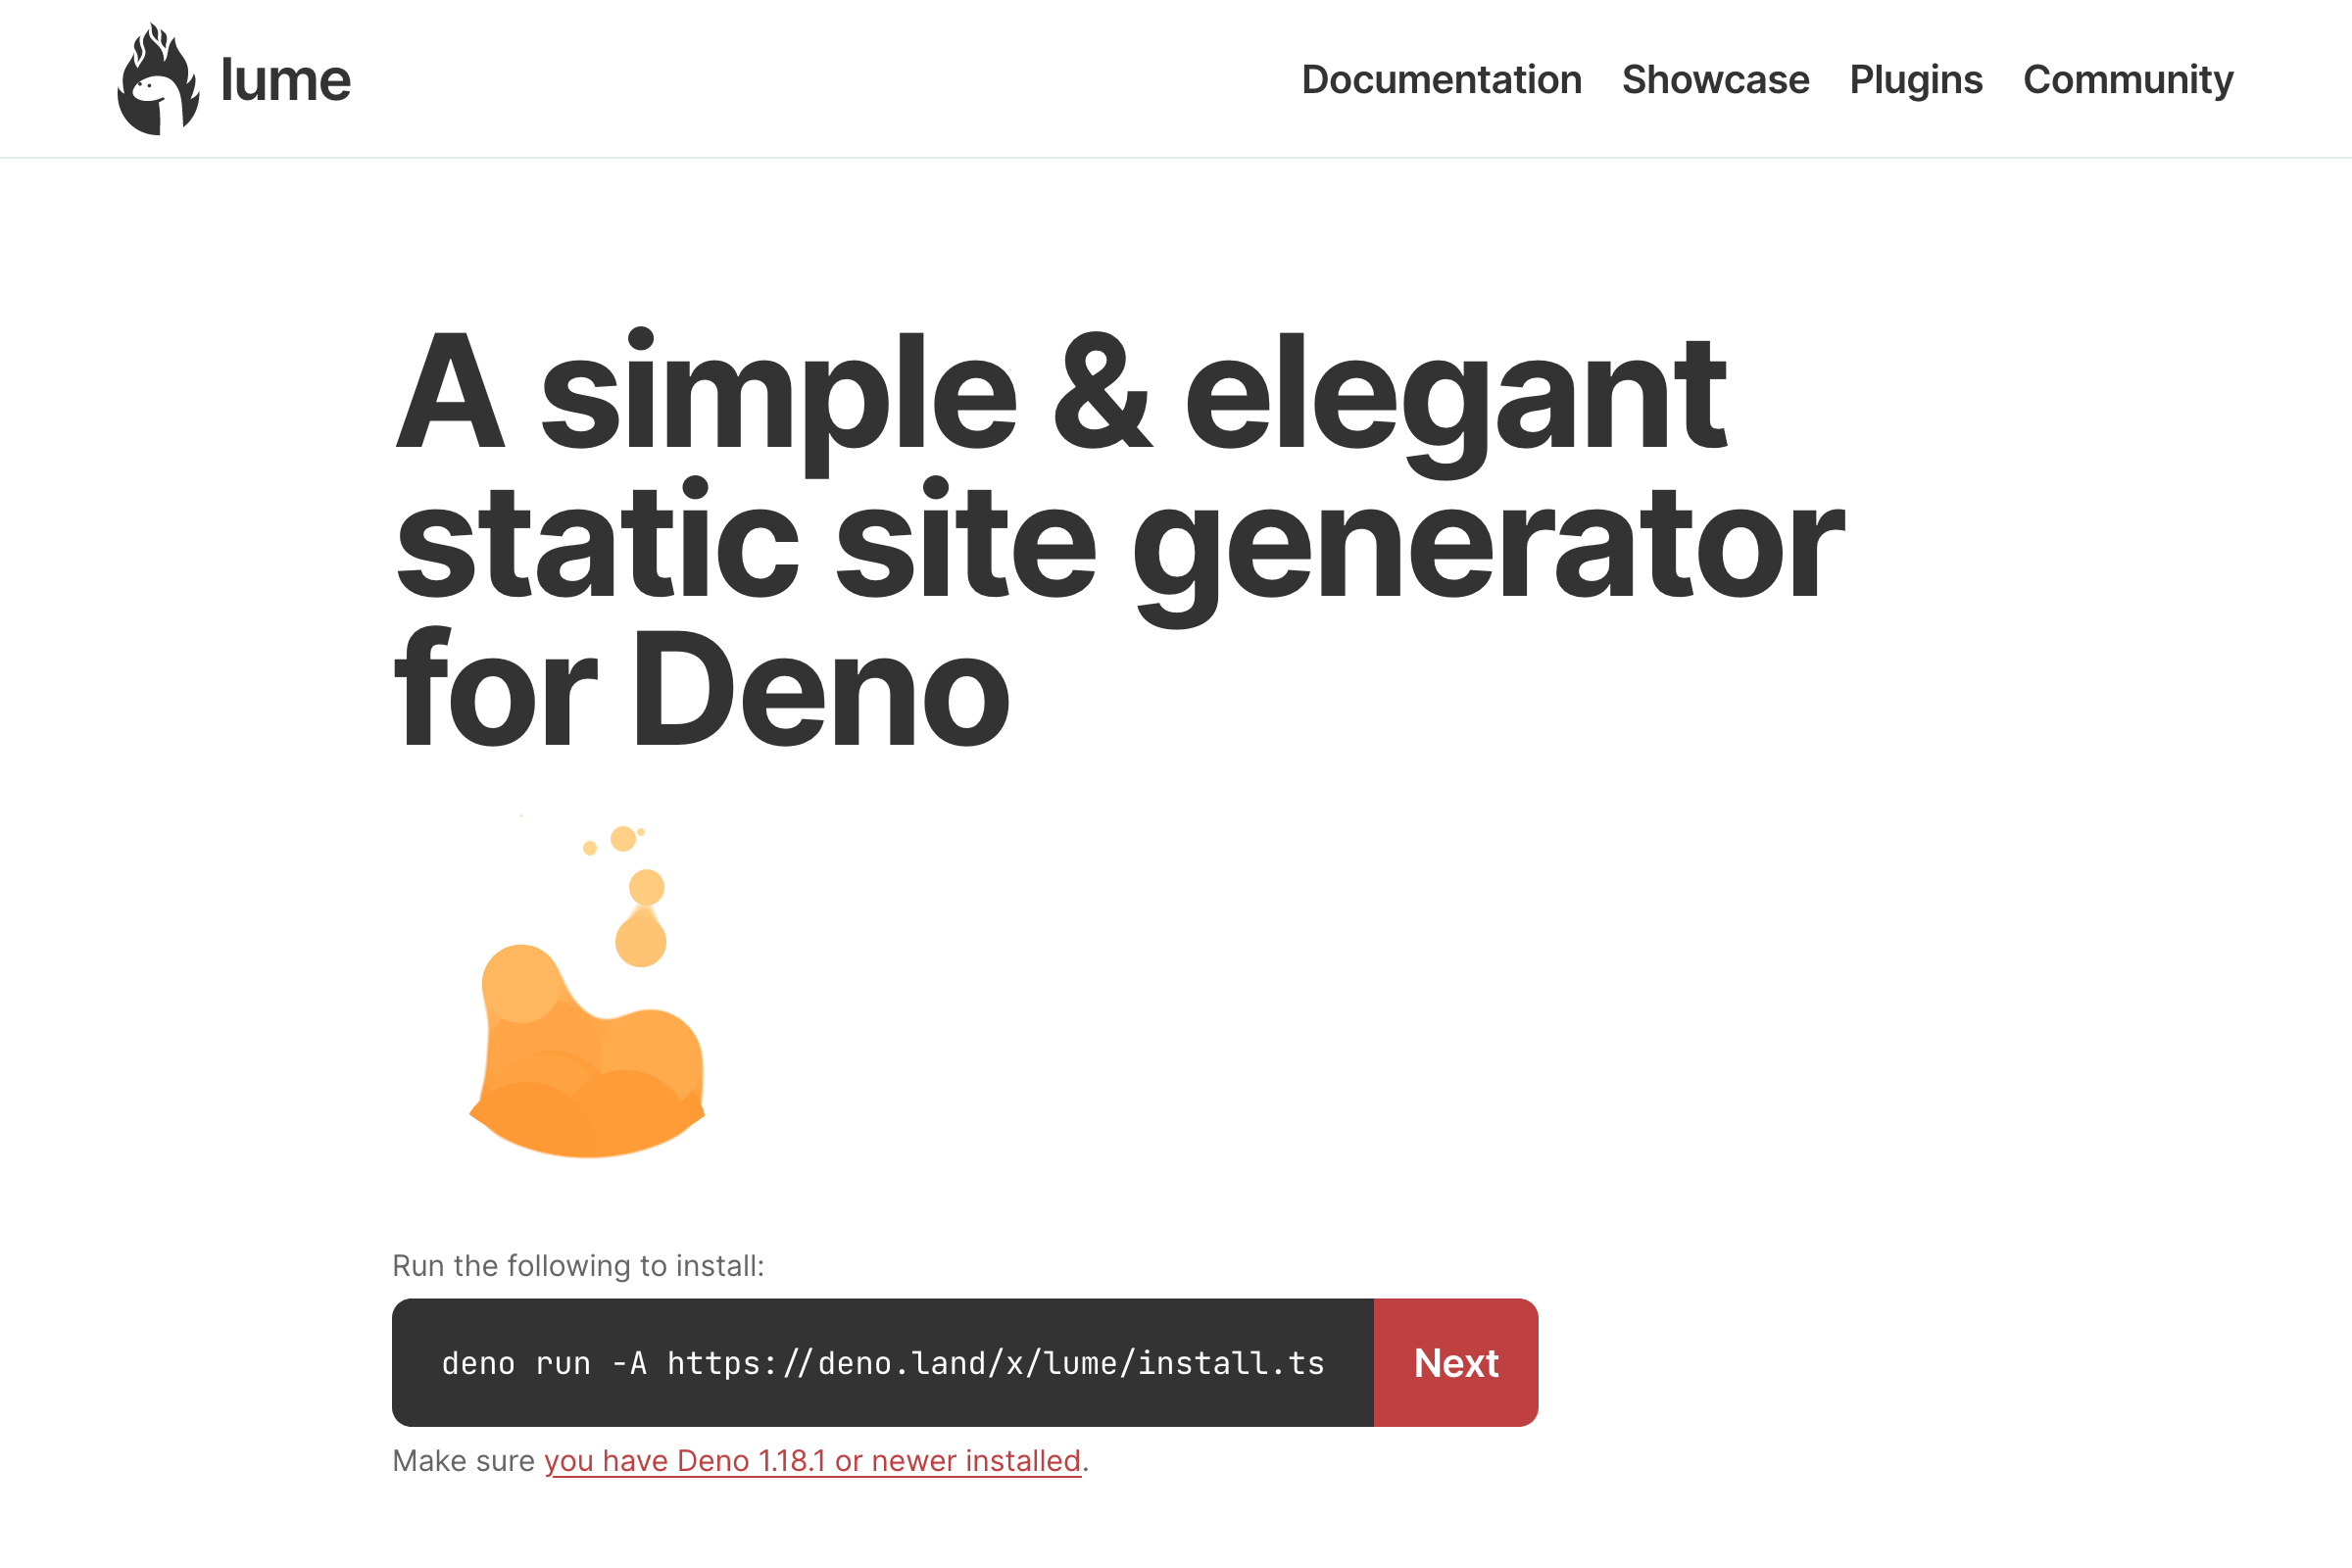 lume
Documentation Showcase Plugins Community
A simple & elegant
static site generator
for Deno
Run the following to install:
deno run -A https://deno.land/x/lume/install.ts Next
Make sure you have Deno 1.18.1 or newer installed.